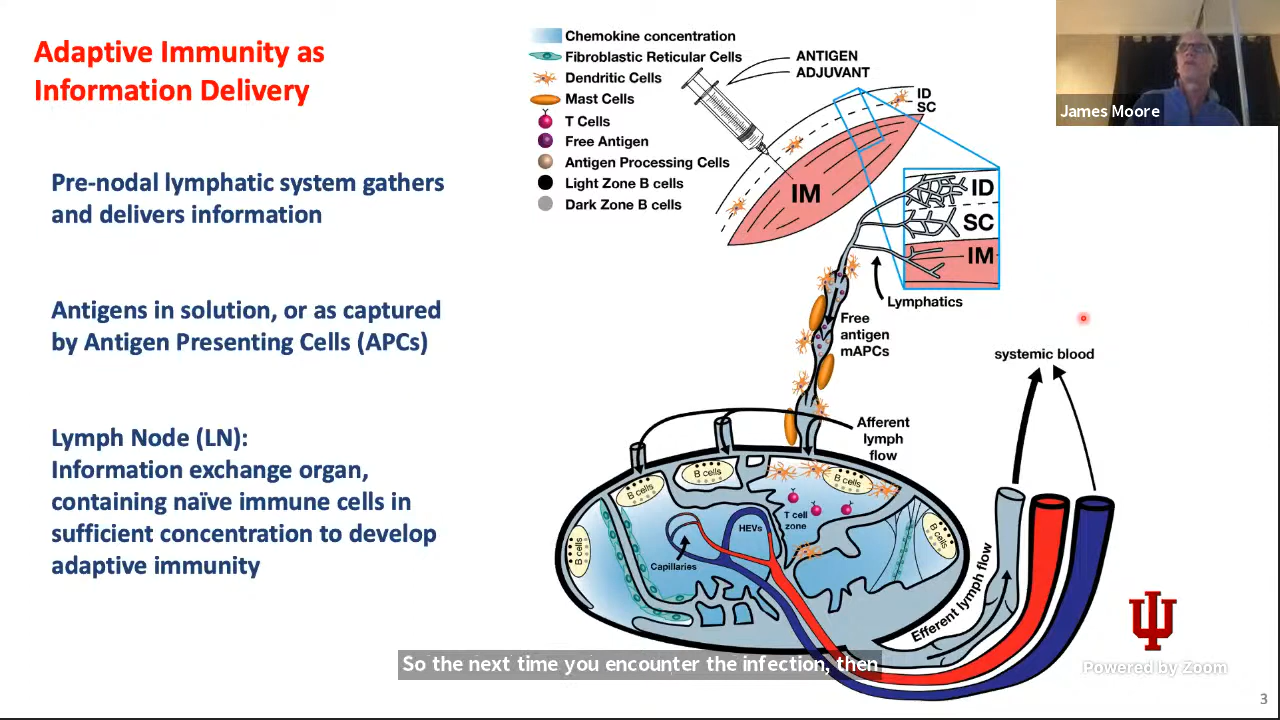 Adaptive Immunity as
Information Delivery
Pre-nodal lymphatic system gathers
and delivers information
Antigens in solution, or as captured
by Antigen Presenting Cells (APCs)
Lymph Node (LN):
Information exchange organ,
containing naïve immune cells in
sufficient concentration to develop
adaptive immunity
Chemokine concentration
Fibroblastic Reticular Cells
Dendritic Cells
Mast Cells
T Cells
Free Antigen
Antigen Processing Cells
Light Zone B cells
Dark Zone B cells
ANTIGEN
ADJUVANT
ID
SC
IM
ID
SC
IM
Lymphatics
Free
antigen
mAPCs
systemic blood
Afferent
lymph
flow
B cells
B cells
B cells
B cells
B cells
T cell
zone
HEVs
Capillaries
Efferent lymph flow
James Moore
So the next time you encounter the infection, then
Powered by Zoom
3